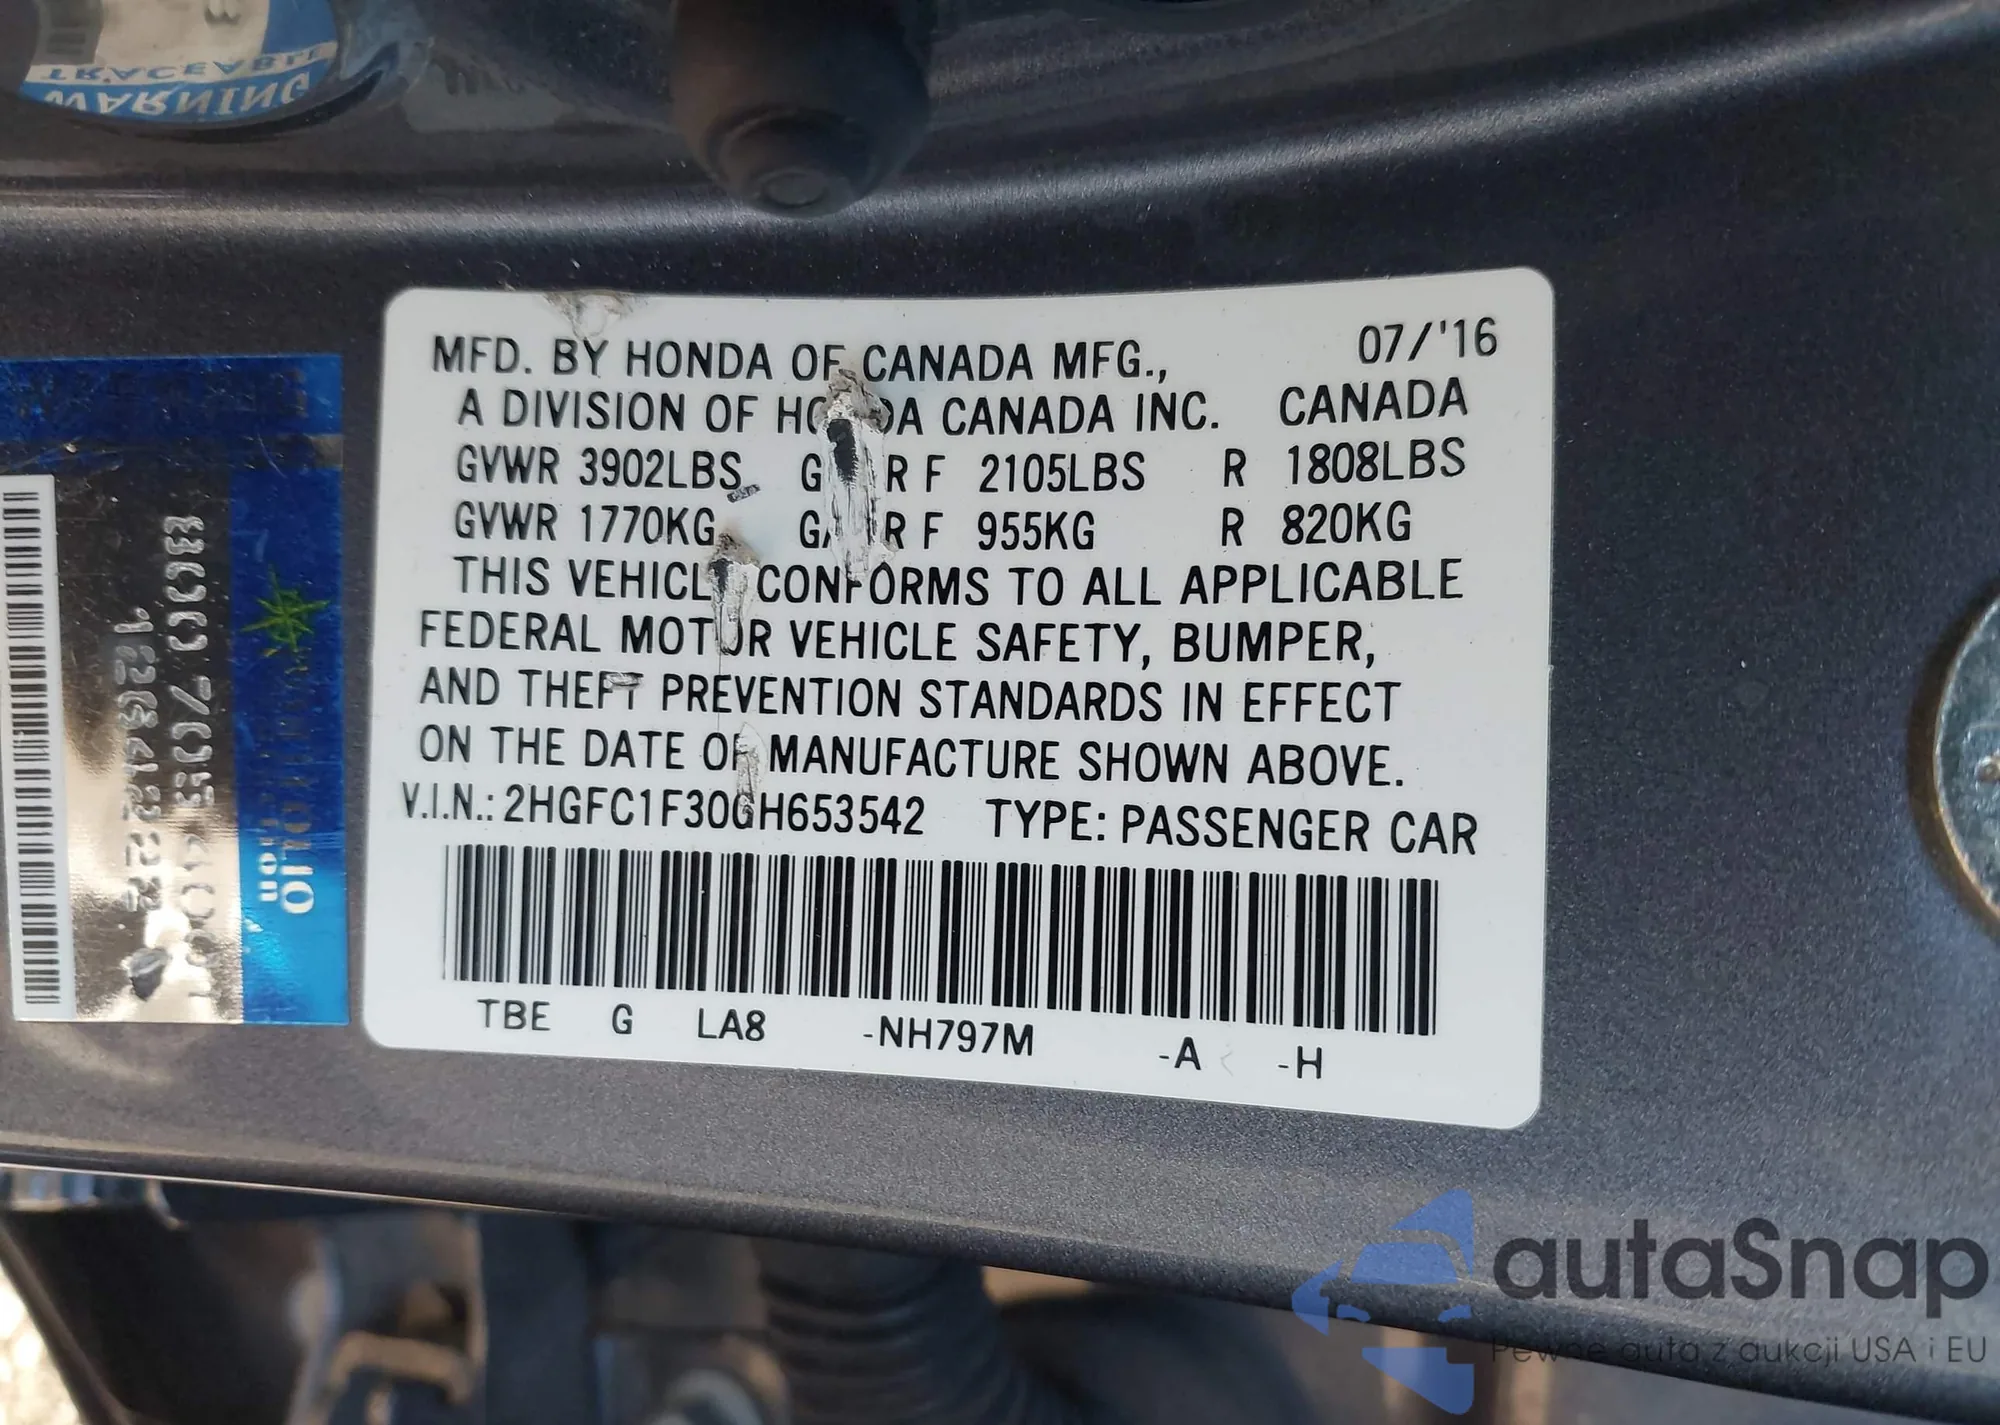 TRACEABLE
WARNING
MFD. BY HONDA OF CANADA MFG., 07/'16
A DIVISION OF HONDA CANADA INC. CANADA
GVWR 3902LBS GAWR F 2105LBS R 1808LBS
GVWR 1770KG GAWR F 955KG R 820KG
THIS VEHICLE CONFORMS TO ALL APPLICABLE
FEDERAL MOTOR VEHICLE SAFETY, BUMPER,
AND THEFT PREVENTION STANDARDS IN EFFECT
ON THE DATE OF MANUFACTURE SHOWN ABOVE.
V.I.N.: 2HGFC1F30GH653542 TYPE: PASSENGER CAR
TBE G LA8 -NH797M -A -H
autaSnap
Pewne auta z aukcji USA i EU